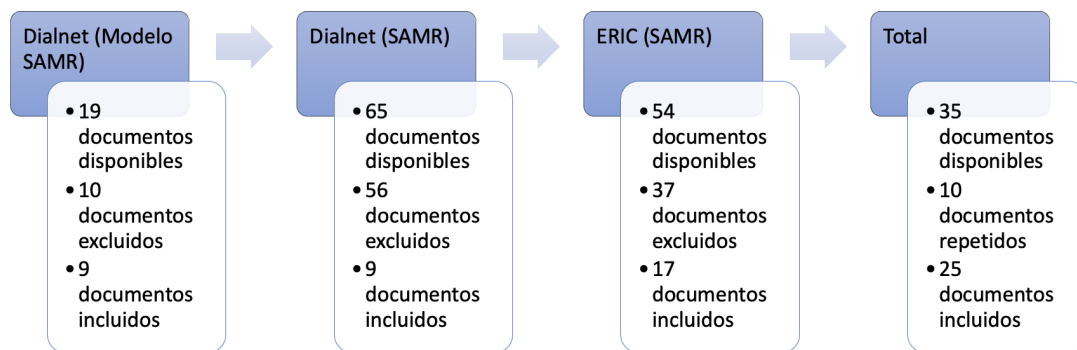 Dialnet (Modelo
SAMR)
• 19
documentos
disponibles
• 10
documentos
excluidos
• 9
documentos
incluidos
Dialnet (SAMR)
• 65
documentos
disponibles
• 56
documentos
excluidos
• 9
documentos
incluidos
ERIC (SAMR)
• 54
documentos
disponibles
• 37
documentos
excluidos
• 17
documentos
incluidos
Total
• 35
documentos
disponibles
• 10
documentos
repetidos
• 25
documentos
incluidos